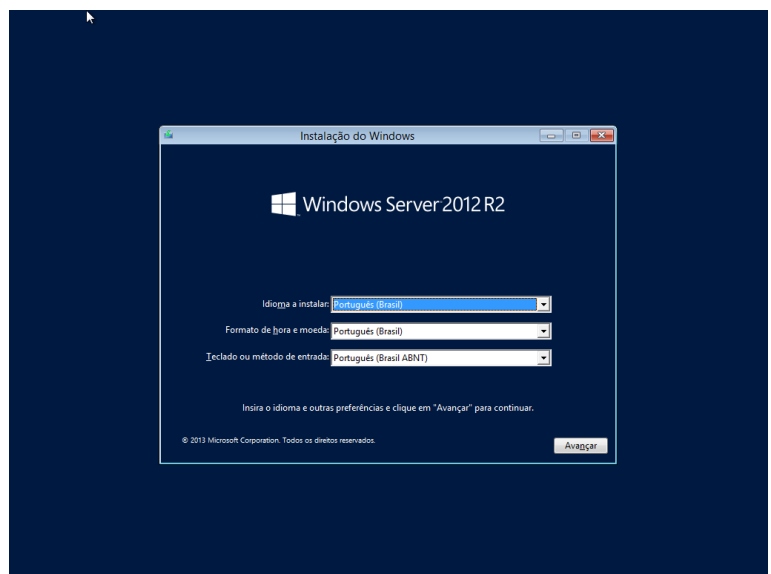 Instalação do Windows
Windows Server 2012 R2
Idioma a instalar: Português (Brasil)
Formato de hora e moeda: Português (Brasil)
Teclado ou método de entrada: Português (Brasil ABNT)
Insira o idioma e outras preferências e clique em "Avançar" para continuar.
© 2013 Microsoft Corporation. Todos os direitos reservados.
Avançar